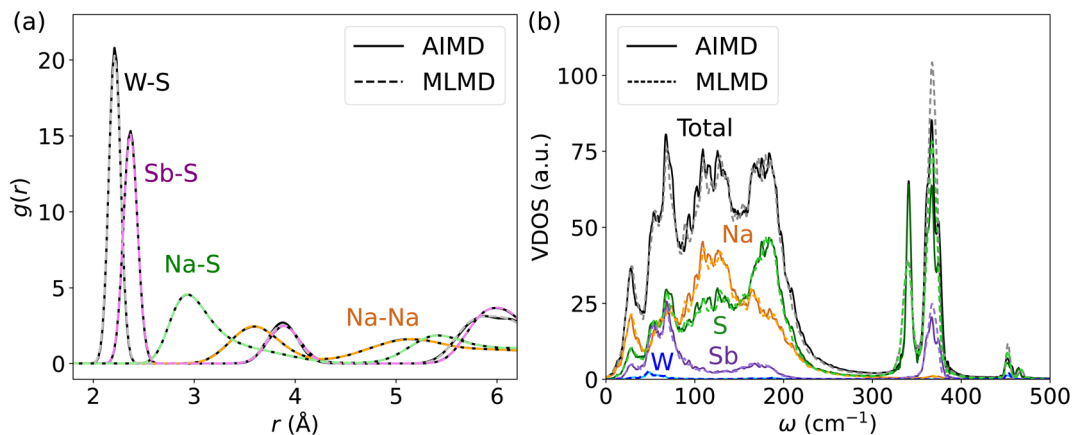 (a)
AIMD
MLMD
W-S
Sb-S
Na-S
Na-Na
g(r)
20
15
10
5
0
2
3
4
5
6
r (Å)
(b)
AIMD
MLMD
Total
Na
S
Sb
W
VDOS (a.u.)
100
75
50
25
0
0
100
200
300
400
500
ω (cm⁻¹)